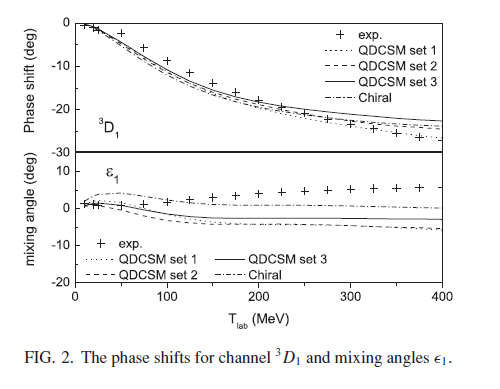 0
-10
-20
-30
Phase shift (deg)
³D₁
+ exp.
QDCSM set 1
QDCSM set 2
QDCSM set 3
Chiral
10
0
-10
-20
mixing angle (deg)
ε₁
+ exp.
QDCSM set 1
QDCSM set 3
QDCSM set 2
Chiral
0 100 200 300 400
T_lab (MeV)
FIG. 2. The phase shifts for channel ³D₁ and mixing angles ϵ₁.